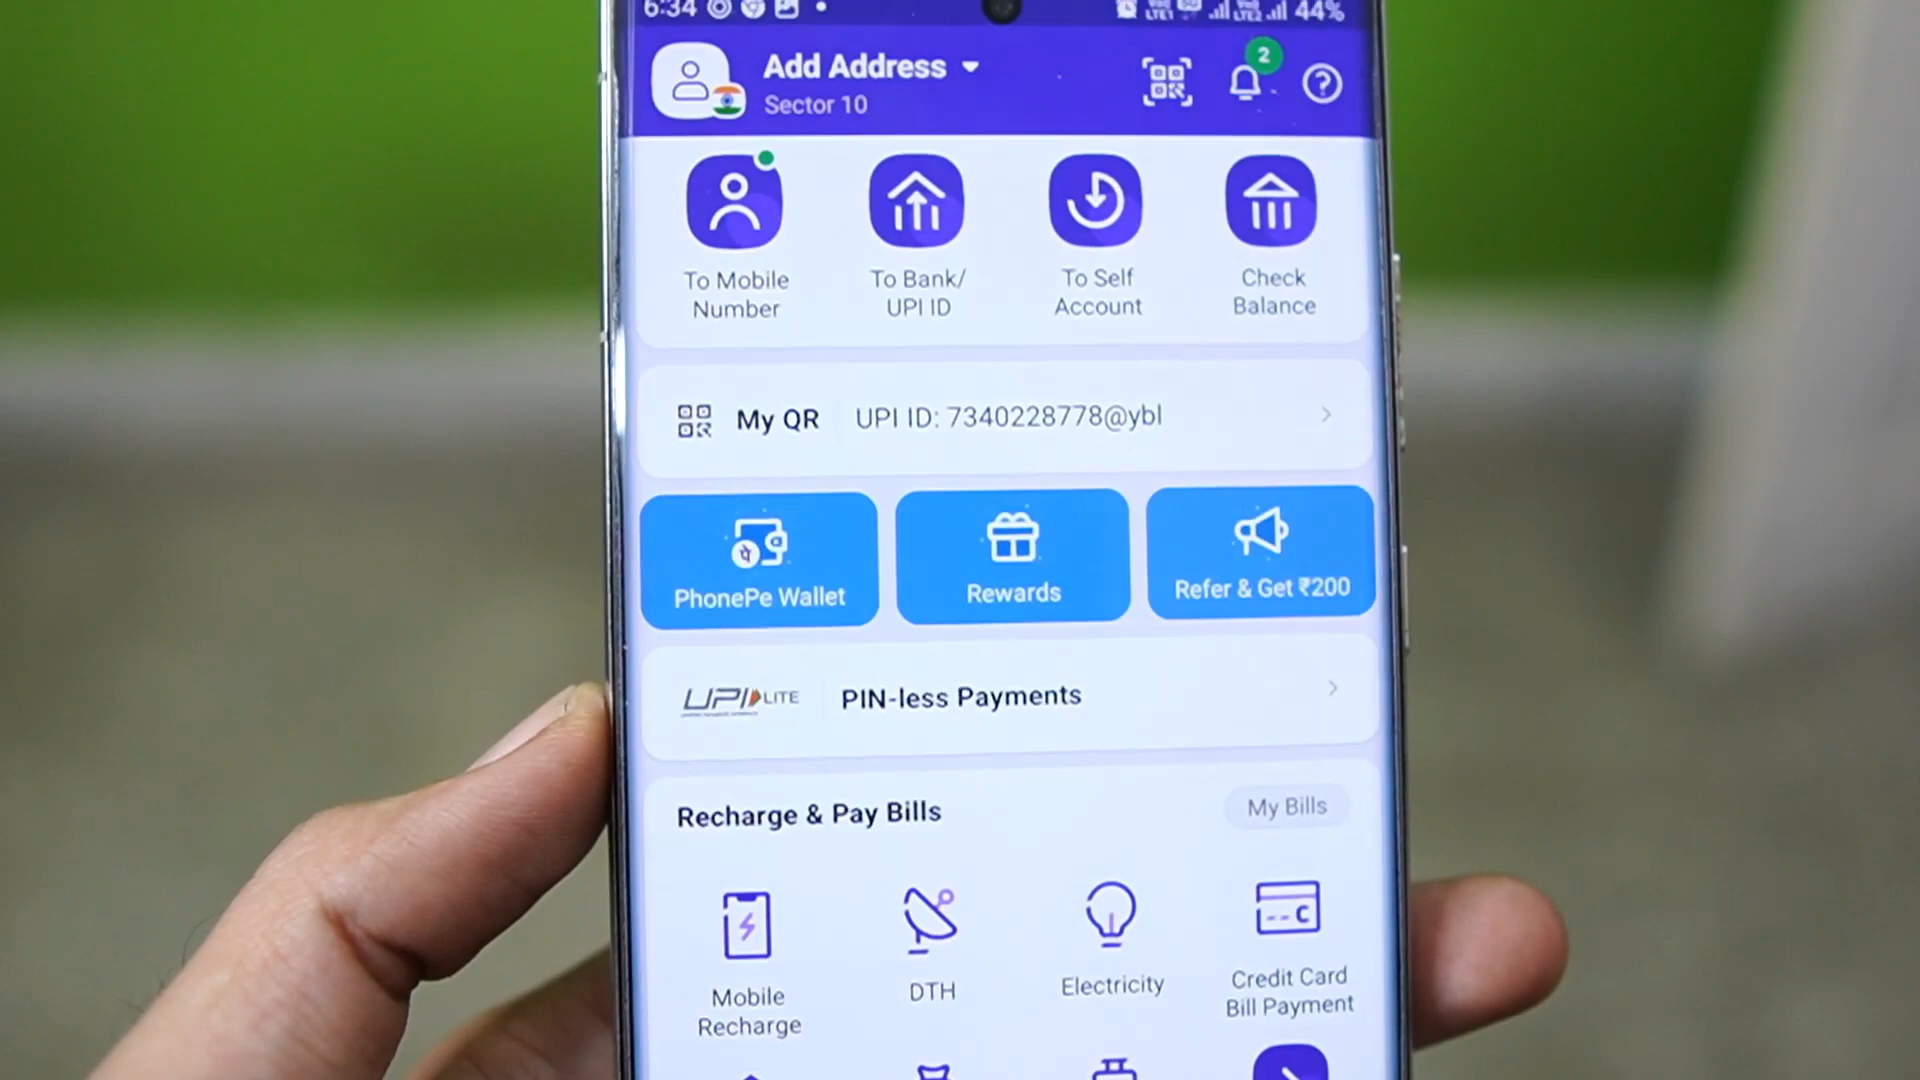 6:34 44%
Add Address
Sector 10
2
To Mobile
Number
To Bank/
UPI ID
To Self
Account
Check
Balance
My QR UPI ID: 7340228778@ybl
PhonePe Wallet
Rewards
Refer & Get ₹200
UPI LITE PIN-less Payments
Recharge & Pay Bills My Bills
Mobile
Recharge
DTH
Electricity
Credit Card
Bill Payment